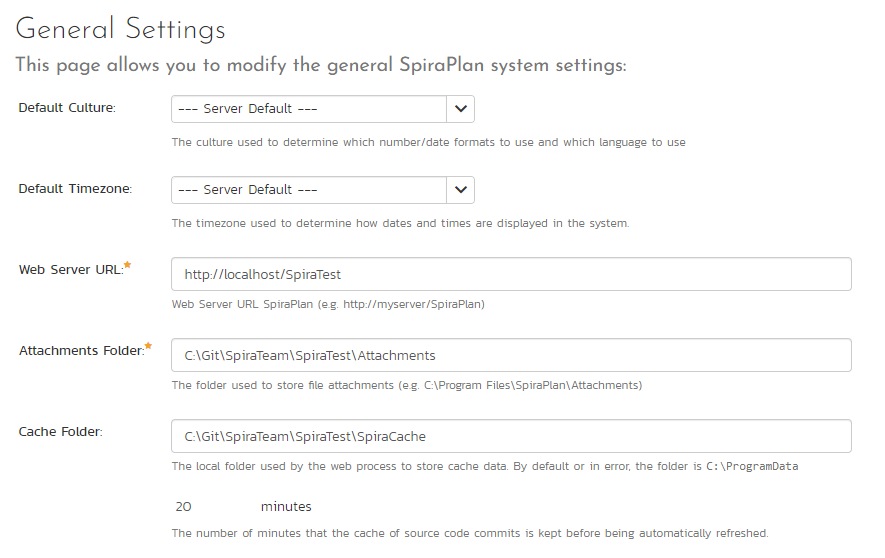 General Settings
This page allows you to modify the general SpiraPlan system settings:
Default Culture: --- Server Default ---
The culture used to determine which number/date formats to use and which language to use
Default Timezone: --- Server Default ---
The timezone used to determine how dates and times are displayed in the system.
Web Server URL:* http://localhost/SpiraTest
Web Server URL SpiraPlan (e.g. http://myserver/SpiraPlan)
Attachments Folder:* C:\Git\SpiraTeam\SpiraTest\Attachments
The folder used to store file attachments (e.g. C:\Program Files\SpiraPlan\Attachments)
Cache Folder: C:\Git\SpiraTeam\SpiraTest\SpiraCache
The local folder used by the web process to store cache data. By default or in error, the folder is C:\ProgramData
20 minutes
The number of minutes that the cache of source code commits is kept before being automatically refreshed.